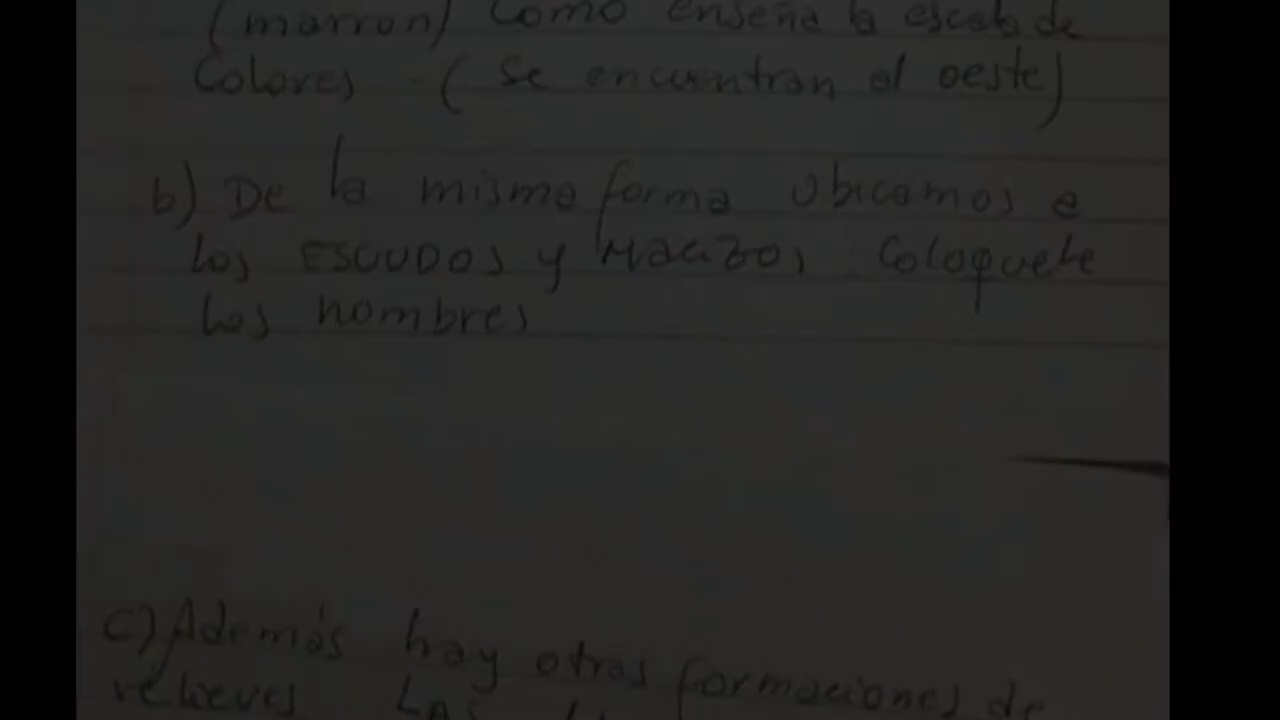 (marron) Como enseña la escala de
Colores (se encuentran al oeste)
b) De la misma forma Ubicamos a
los ESCUDOS y MACIZOS Coloquele
los nombres
c) Además hay otras formaciones de
relieves LAS